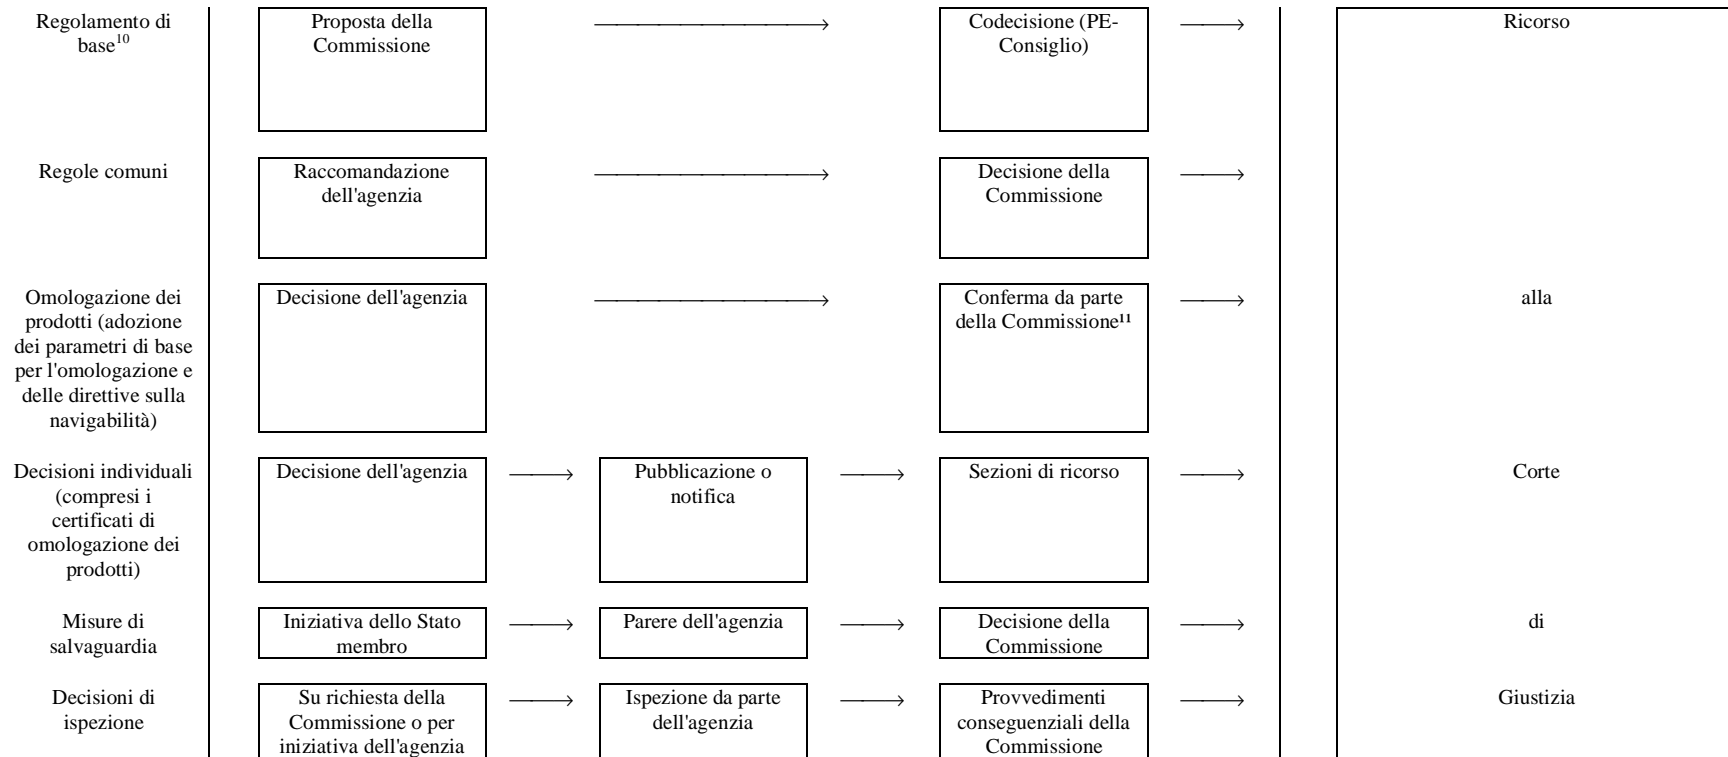 Regolamento di
base¹⁰
Proposta della
Commissione
Codecisione (PE-
Consiglio)
Ricorso
Regole comuni
Raccomandazione
dell'agenzia
Decisione della
Commissione
Omologazione dei
prodotti (adozione
dei parametri di base
per l'omologazione e
delle direttive sulla
navigabilità)
Decisione dell'agenzia
Conferma da parte
della Commissione¹¹
alla
Decisioni individuali
(compresi i
certificati di
omologazione dei
prodotti)
Decisione dell'agenzia
Pubblicazione o
notifica
Sezioni di ricorso
Corte
Misure di
salvaguardia
Iniziativa dello Stato
membro
Parere dell'agenzia
Decisione della
Commissione
di
Decisioni di
ispezione
Su richiesta della
Commissione o per
iniziativa dell'agenzia
Ispezione da parte
dell'agenzia
Provvedimenti
conseguenziali della
Commissione
Giustizia